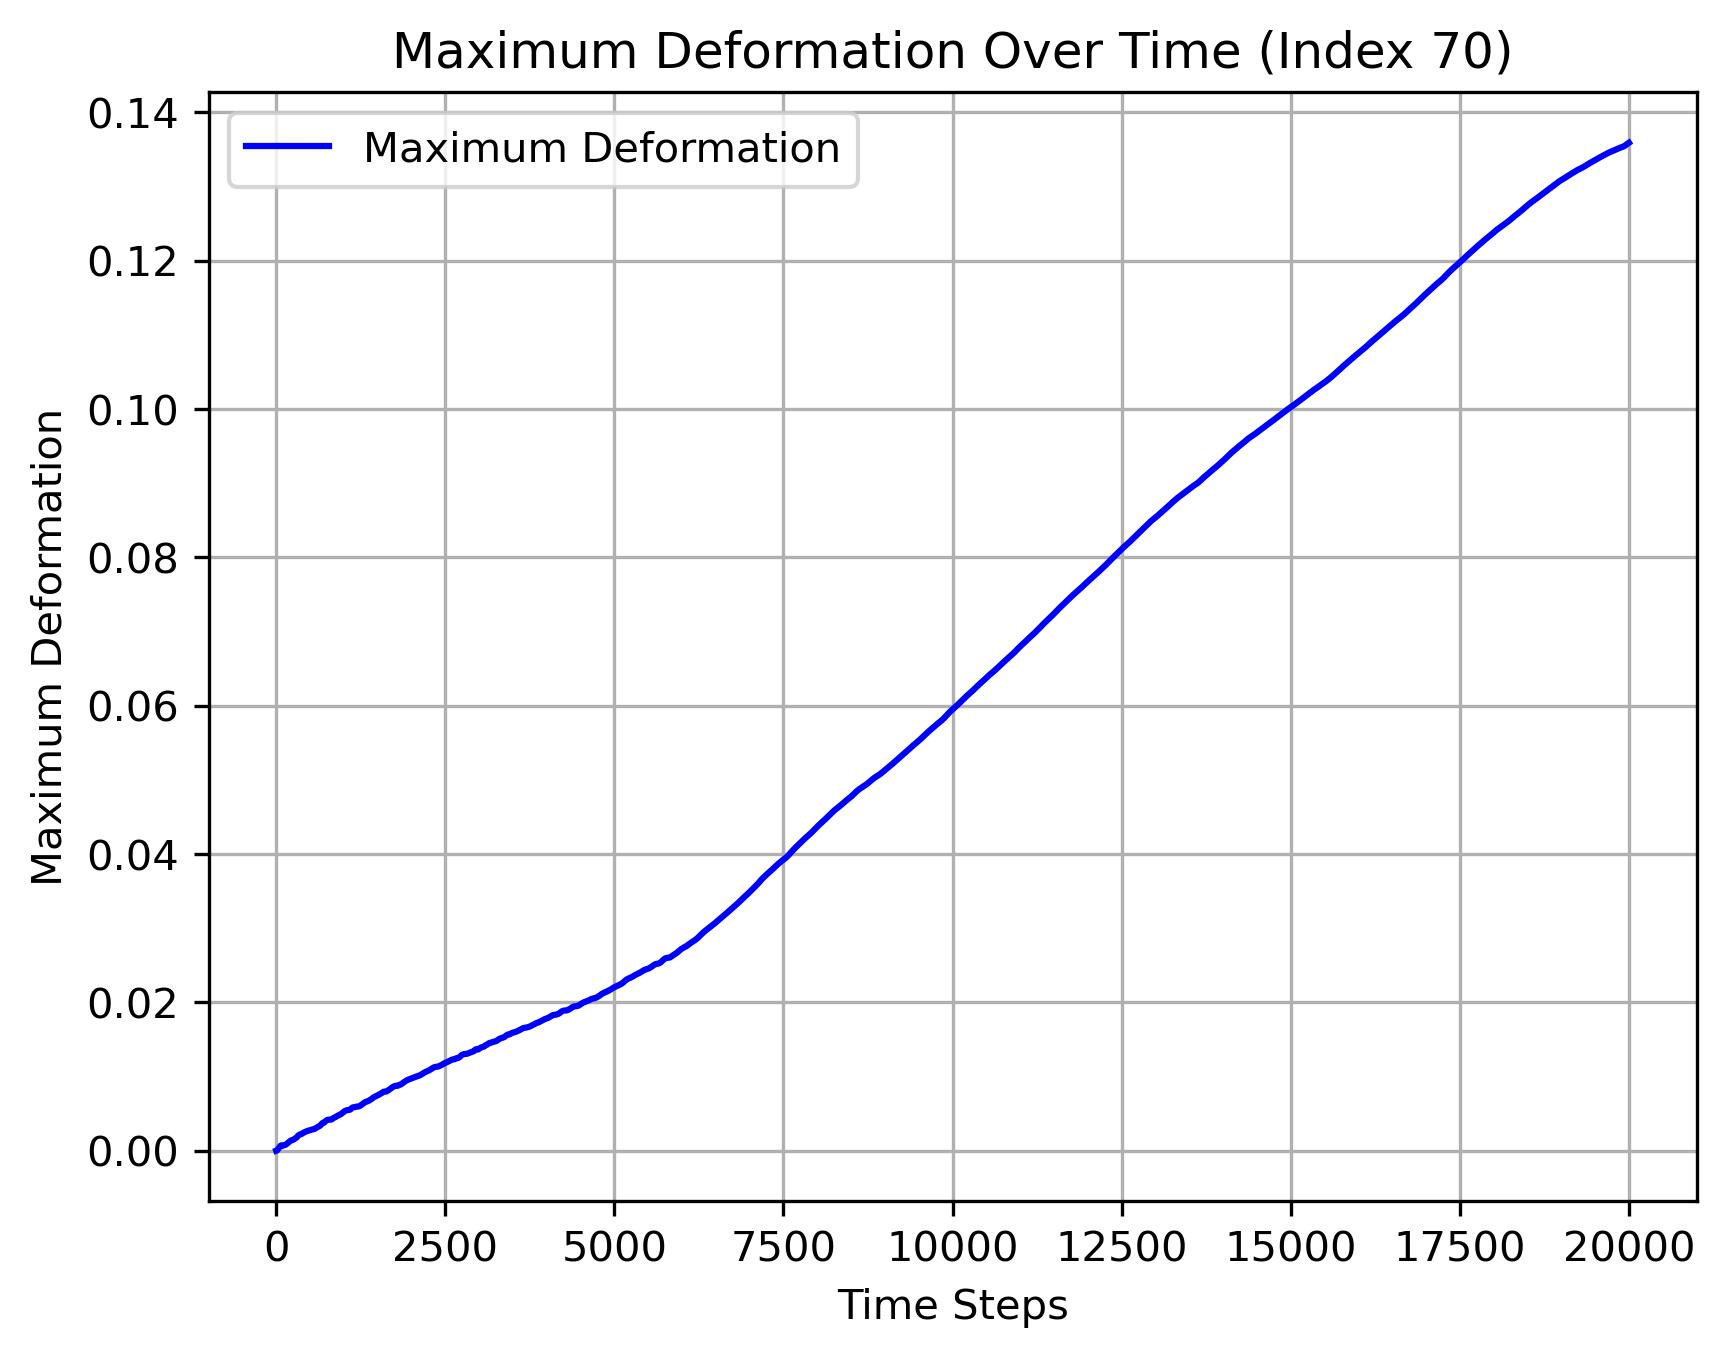 Maximum Deformation Over Time (Index 70)
Maximum Deformation
0.14
0.12
0.10
0.08
0.06
0.04
0.02
0.00
Maximum Deformation
0 2500 5000 7500 10000 12500 15000 17500 20000
Time Steps